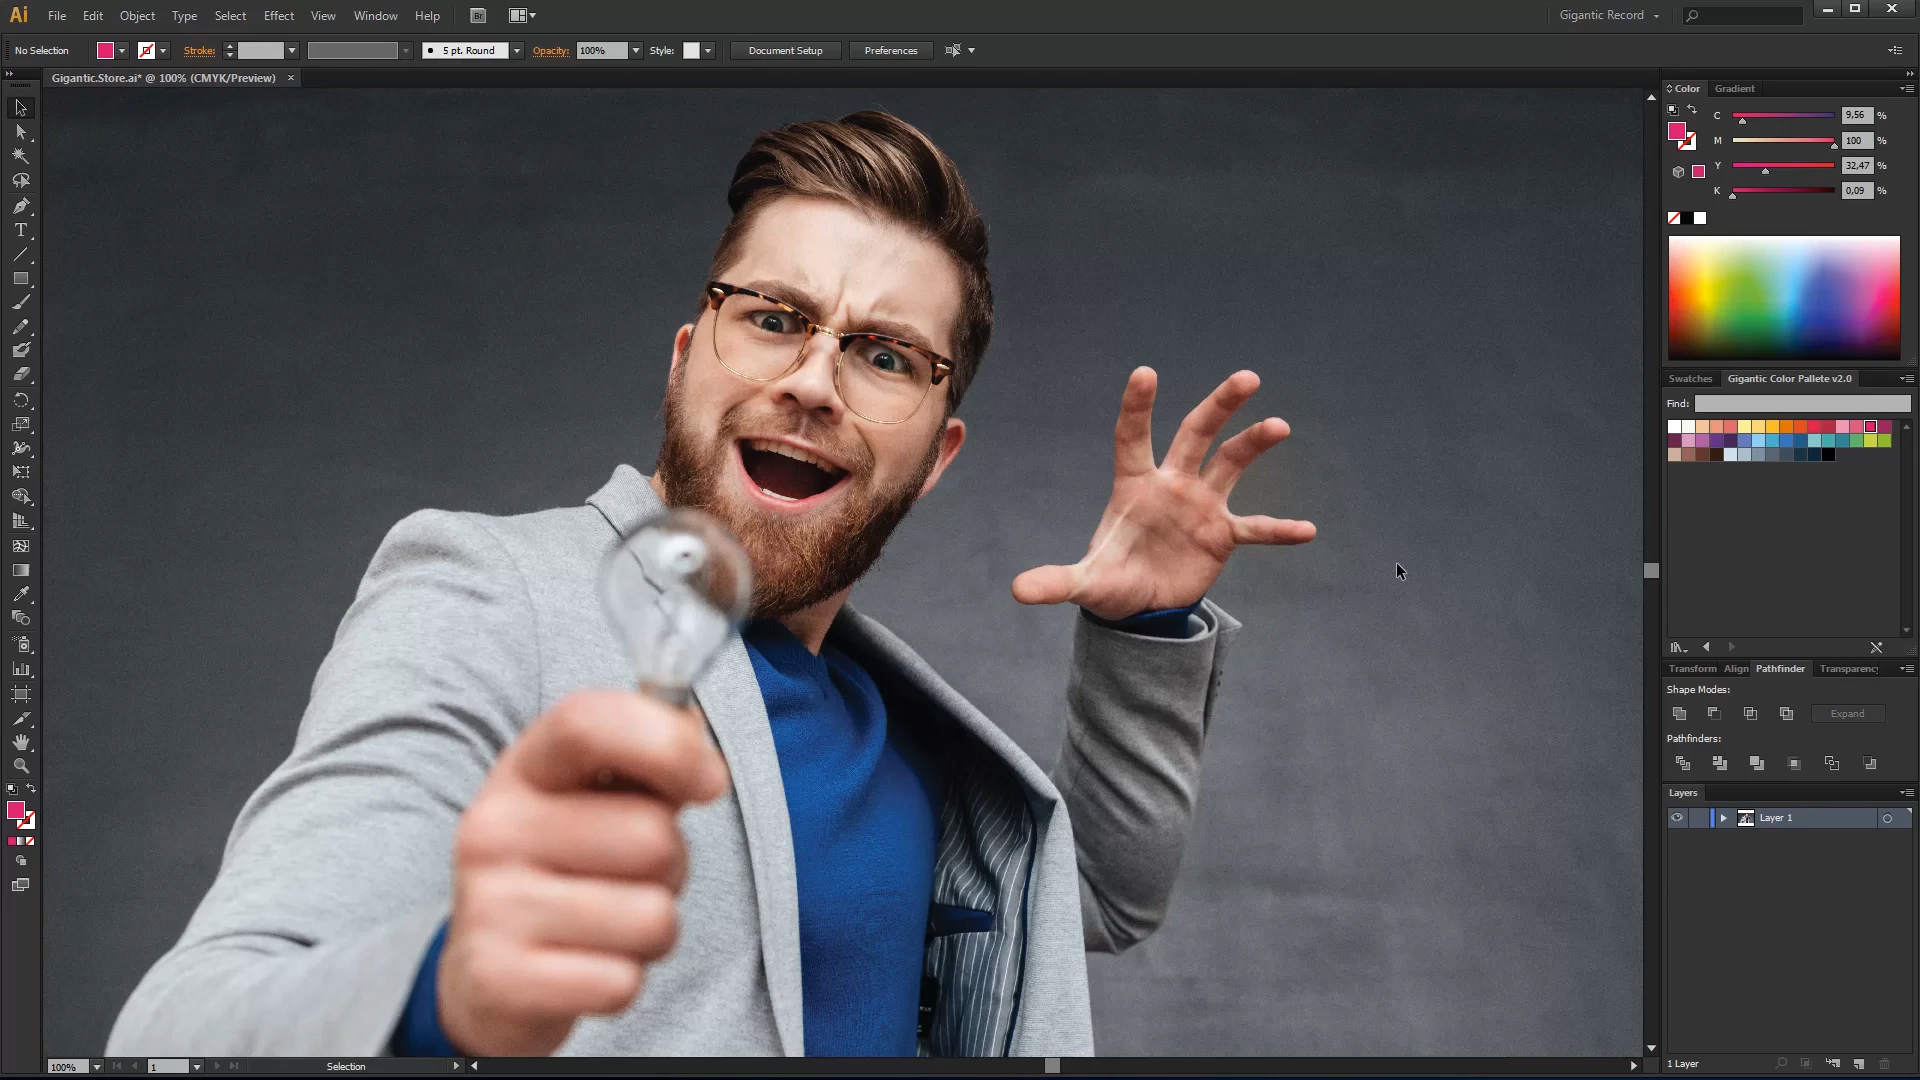 Ai File Edit Object Type Select Effect View Window Help Br Gigantic Record
No Selection Stroke: 5 pt. Round Opacity: 100% Style: Document Setup Preferences
Gigantic.Store.ai* @ 100% (CMYK/Preview) ×
Color Gradient
C 9,56 %
M 100 %
Y 32,47 %
K 0,09 %
Swatches Gigantic Color Pallete v2.0
Find:
Transform Align Pathfinder Transparenc
Shape Modes:
Expand
Pathfinders:
Layers
Layer 1
100% 1 Selection
1 Layer